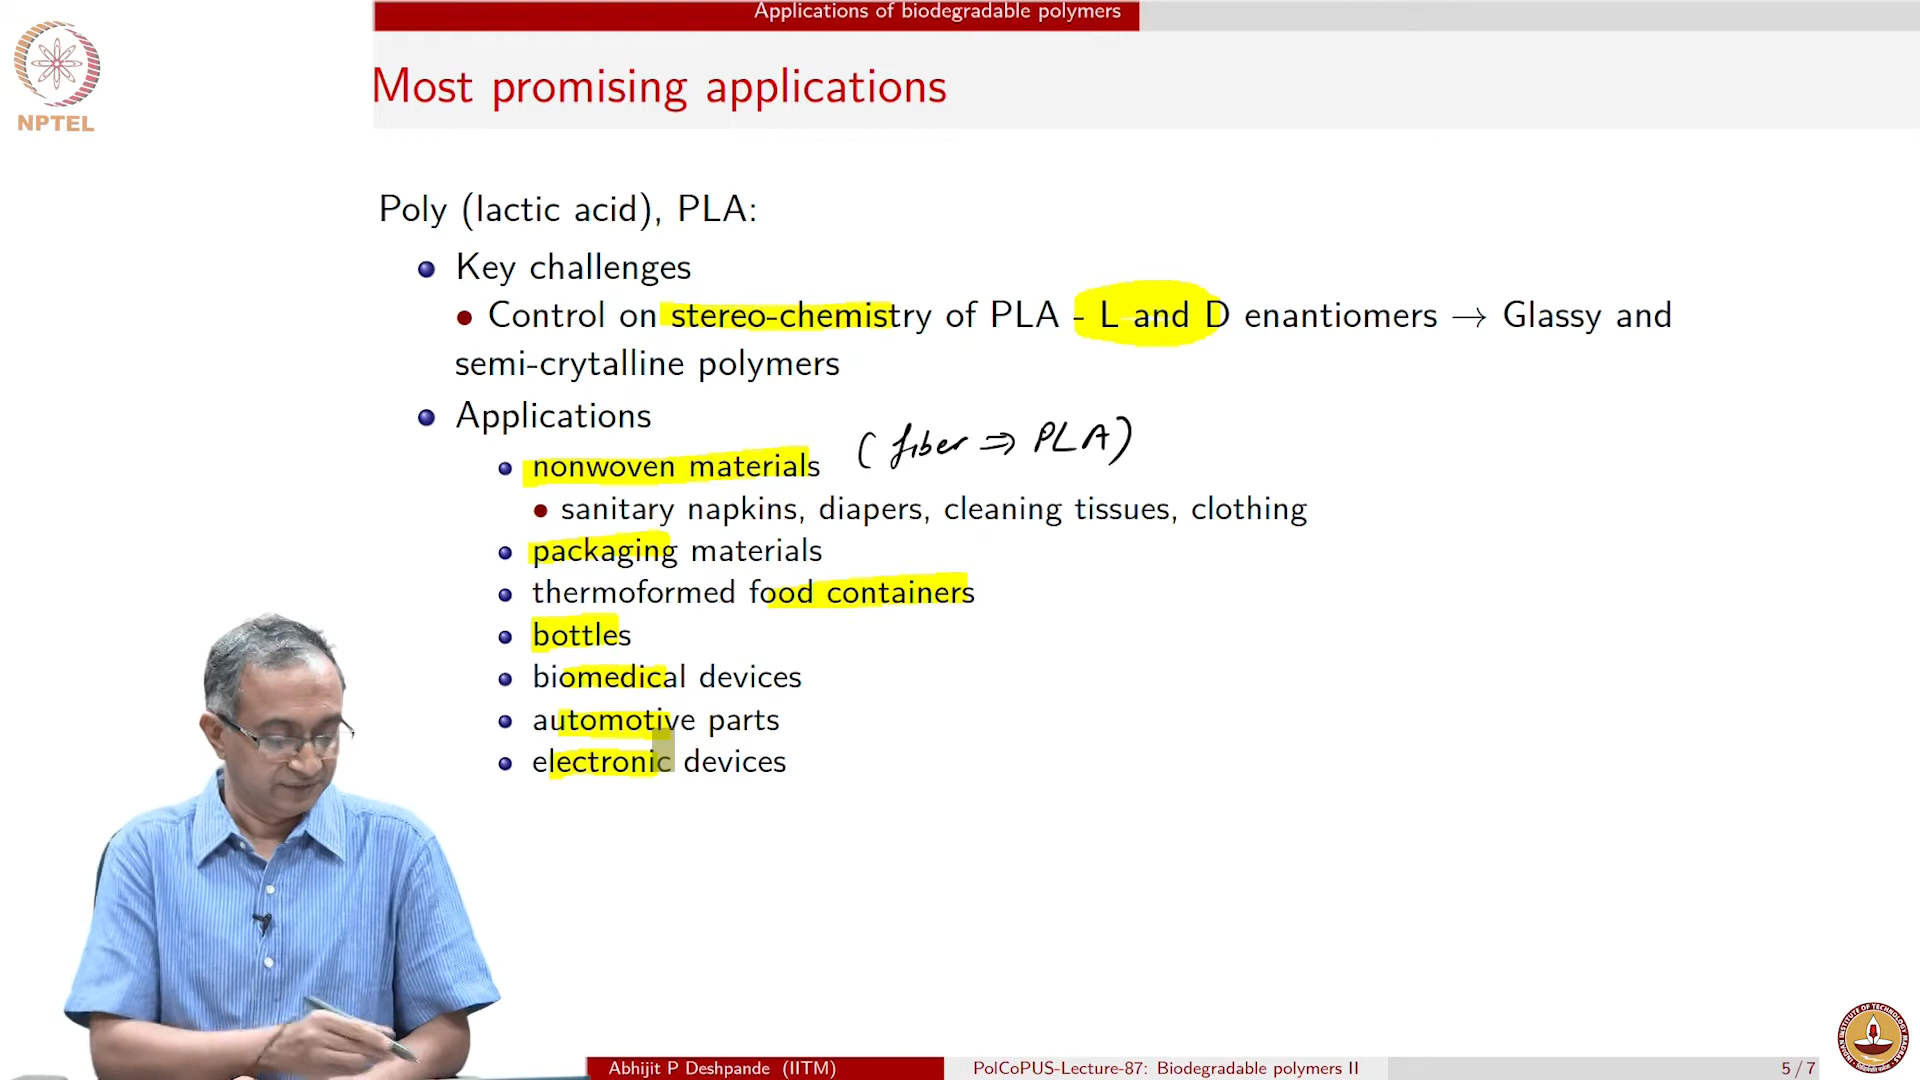 Applications of biodegradable polymers
NPTEL
Most promising applications
Poly (lactic acid), PLA:
Key challenges
Control on stereo-chemistry of PLA - L and D enantiomers → Glassy and
semi-crytalline polymers
Applications
nonwoven materials (fiber ⇒ PLA)
sanitary napkins, diapers, cleaning tissues, clothing
packaging materials
thermoformed food containers
bottles
biomedical devices
automotive parts
electronic devices
Abhijit P Deshpande (IITM) PolCoPUS-Lecture-87: Biodegradable polymers II 5 / 7